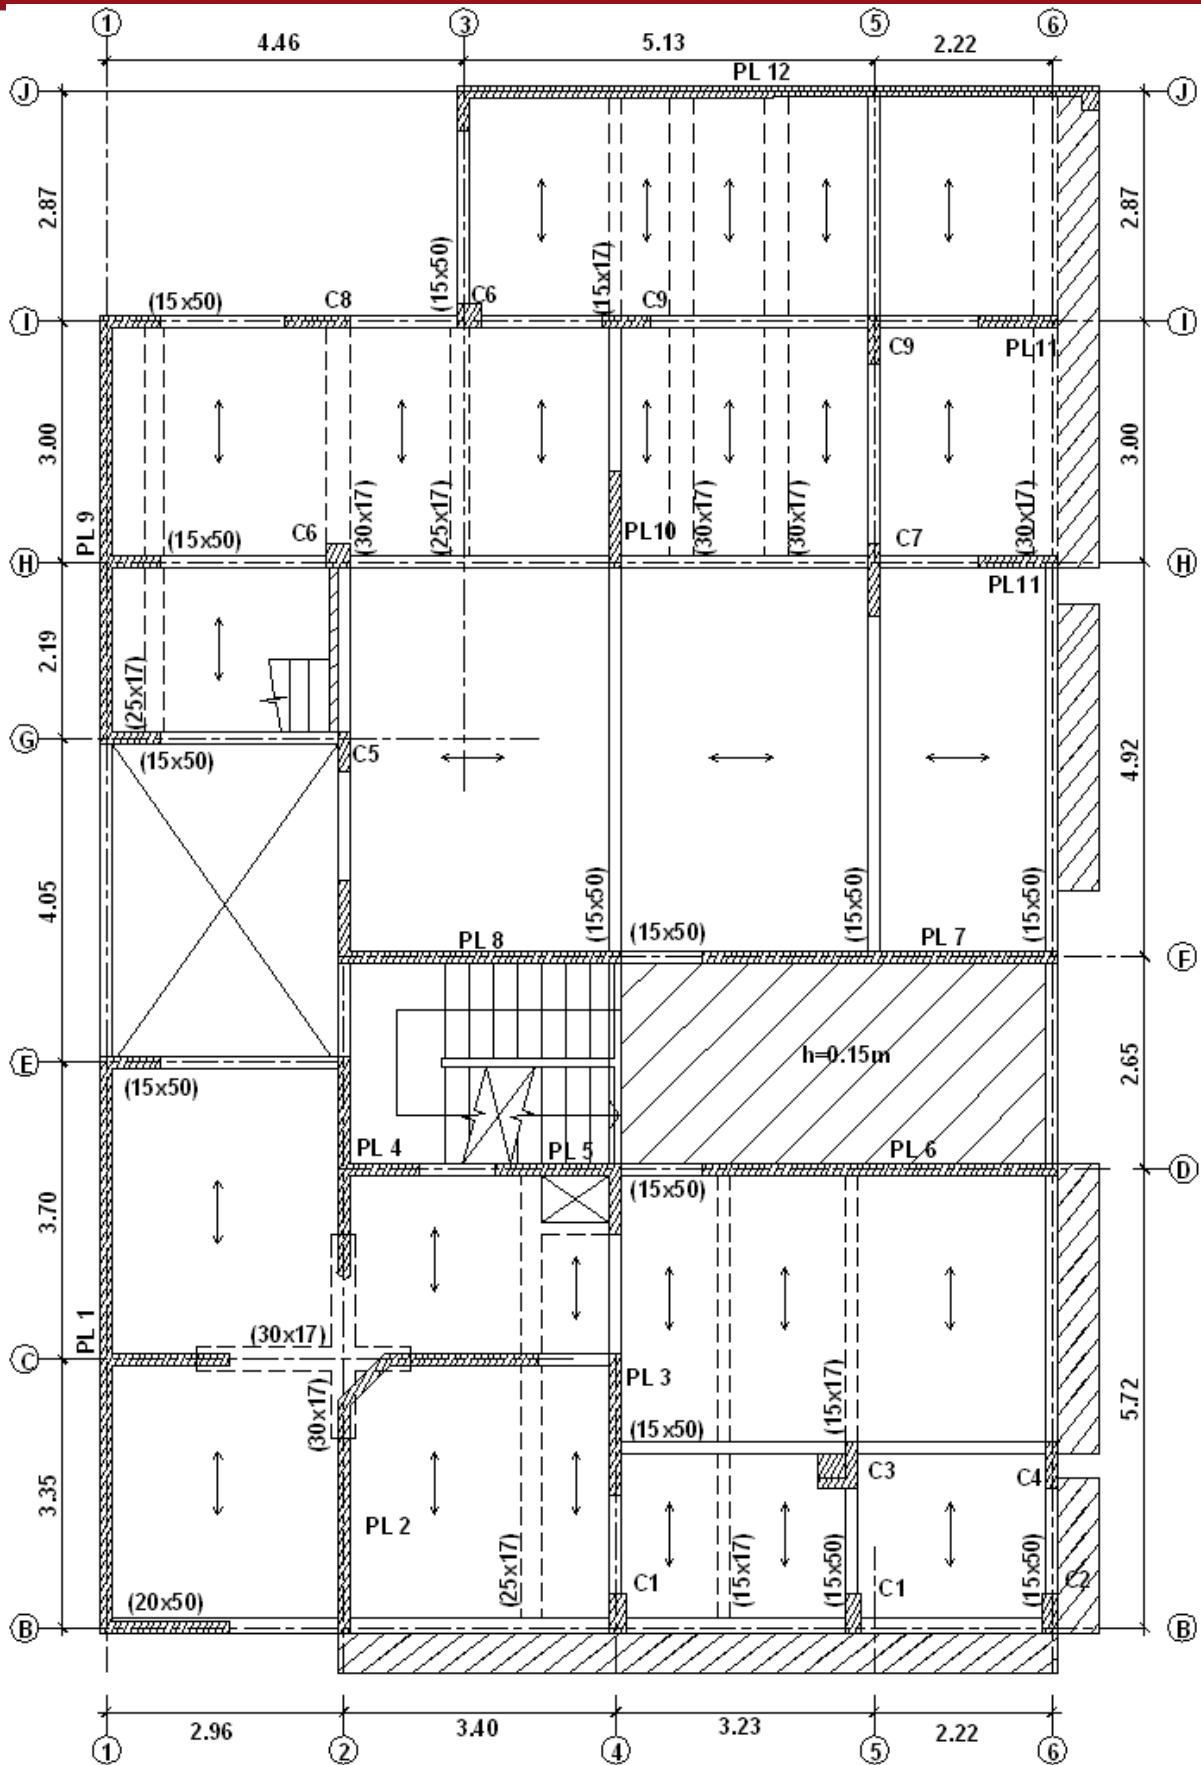 1
3
5
6
4.46
5.13
2.22
PL 12
J
J
2.87
2.87
(15x50)
(15x17)
(15x50)
C8
C6
C9
I
I
C9
PL11
3.00
3.00
PL 9
(15x50)
C6
(30x17)
(25x17)
PL10
(30x17)
(30x17)
C7
(30x17)
H
H
PL11
2.19
(25x17)
G
C5
(15x50)
4.92
4.05
(15x50)
(15x50)
(15x50)
PL 8
(15x50)
PL 7
F
h=0.15m
E
2.65
(15x50)
PL 4
PL 5
PL 6
D
(15x50)
3.70
PL 1
(30x17)
C
PL 3
(15x17)
5.72
(30x17)
(15x50)
C3
C4
3.35
PL 2
(25x17)
(15x17)
(15x50)
(15x50)
C1
C1
C2
(20x50)
B
B
2.96
3.40
3.23
2.22
1
2
4
5
6